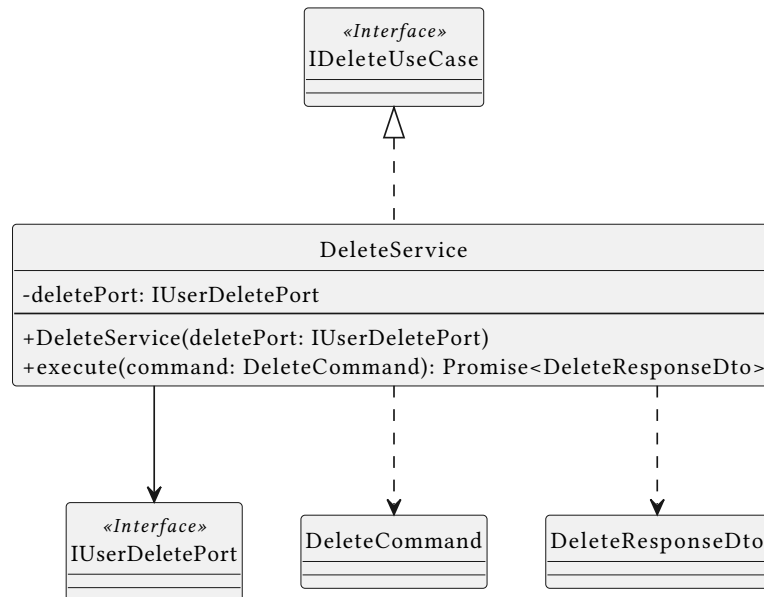 «Interface»
IDeleteUseCase
DeleteService
-deletePort: IUserDeletePort
+DeleteService(deletePort: IUserDeletePort)
+execute(command: DeleteCommand): Promise<DeleteResponseDto>
«Interface»
IUserDeletePort
DeleteCommand
DeleteResponseDto